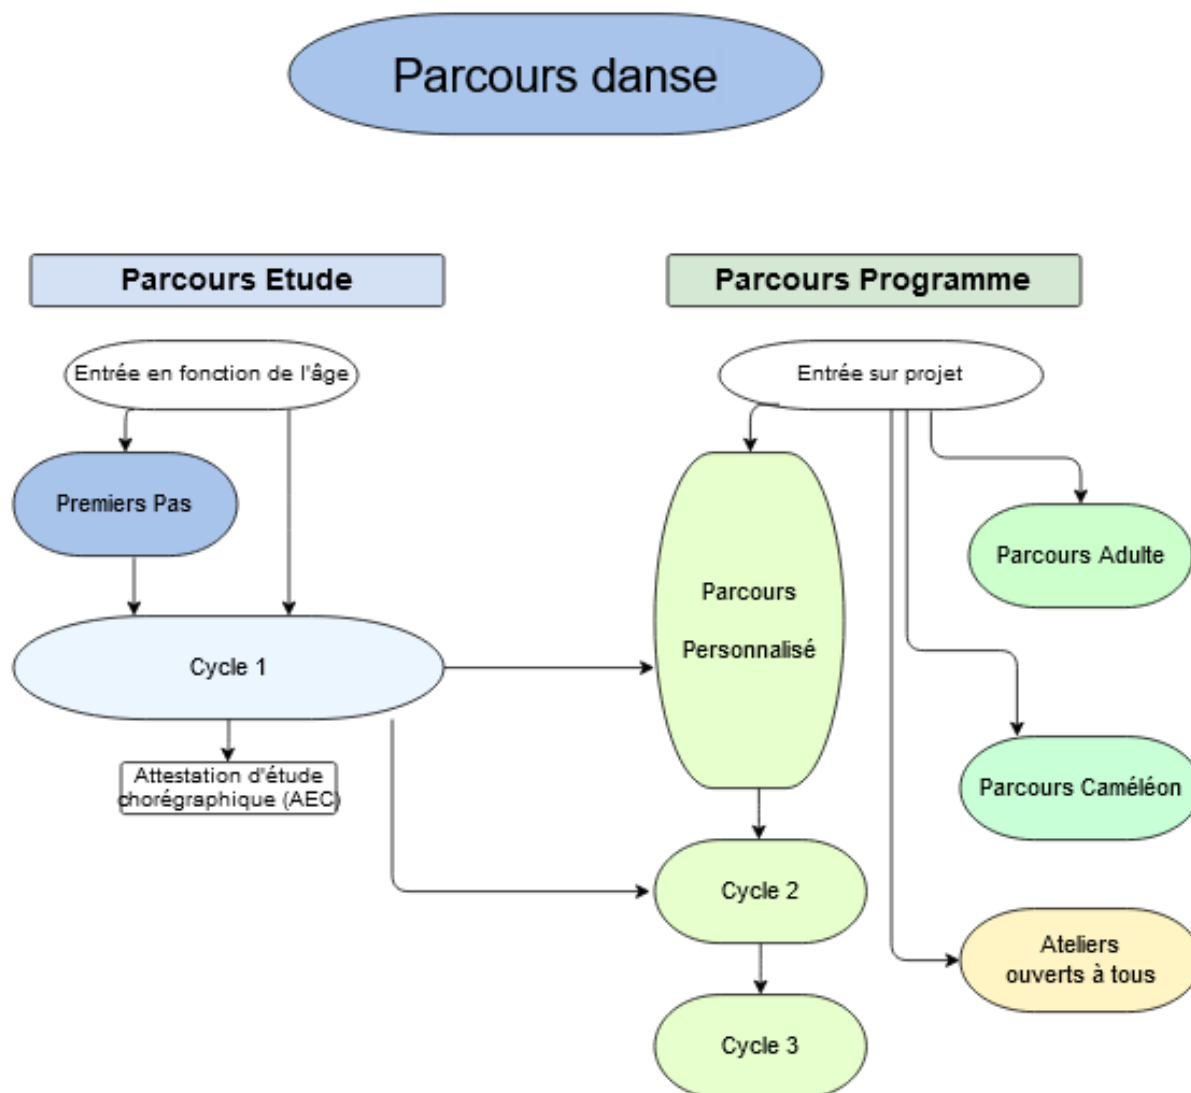 Parcours danse
Parcours Etude
Entrée en fonction de l'âge
Premiers Pas
Cycle 1
Attestation d'étude
chorégraphique (AEC)
Parcours Programme
Entrée sur projet
Parcours
Personnalisé
Parcours Adulte
Parcours Caméléon
Cycle 2
Ateliers
ouverts à tous
Cycle 3